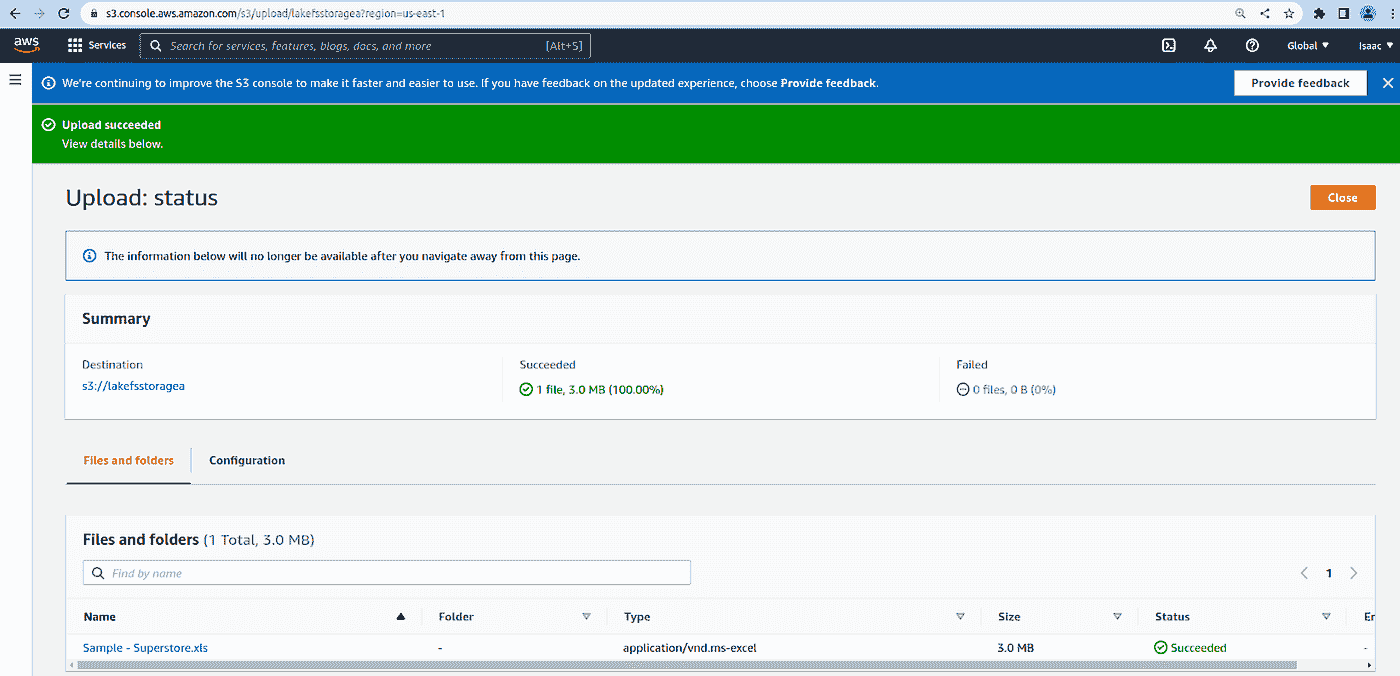 s3.console.aws.amazon.com/s3/upload/lakefsstoragea?region=us-east-1
aws
Services
Search for services, features, blogs, docs, and more
[Alt+S]
Global ▼
Isaac ▼
We're continuing to improve the S3 console to make it faster and easier to use. If you have feedback on the updated experience, choose Provide feedback.
Provide feedback
Upload succeeded
View details below.
Upload: status
Close
The information below will no longer be available after you navigate away from this page.
Summary
Destination
s3://lakefsstoragea
Succeeded
1 file, 3.0 MB (100.00%)
Failed
0 files, 0 B (0%)
Files and folders
Configuration
Files and folders (1 Total, 3.0 MB)
Find by name
1
Name Folder Type Size Status Er
Sample - Superstore.xls - application/vnd.ms-excel 3.0 MB Succeeded -